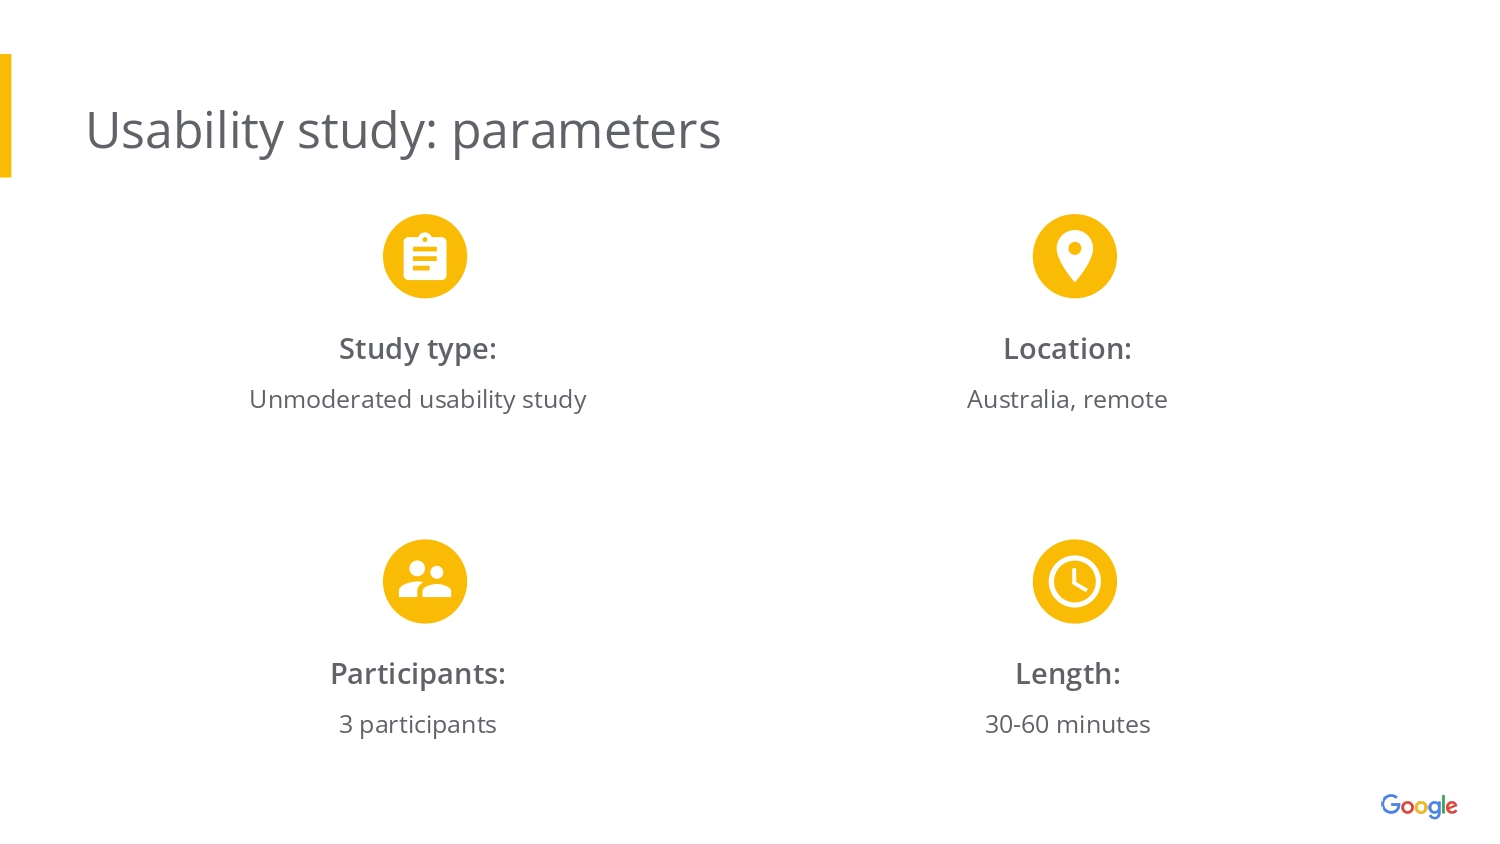 Usability study: parameters
Study type:
Unmoderated usability study
Location:
Australia, remote
Participants:
3 participants
Length:
30-60 minutes
Google